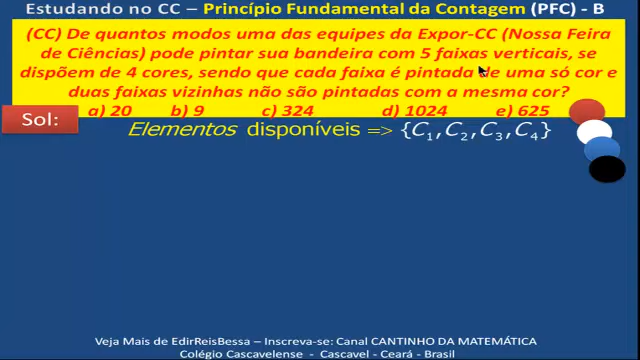 Estudando no CC – Princípio Fundamental da Contagem (PFC) - B
(CC) De quantos modos uma das equipes da Expor-CC (Nossa Feira
de Ciências) pode pintar sua bandeira com 5 faixas verticais, se
dispõem de 4 cores, sendo que cada faixa é pintada de uma só cor e
duas faixas vizinhas não são pintadas com a mesma cor?
a) 20 b) 9 c) 324 d) 1024 e) 625
Sol:
Elementos disponíveis => {C₁,C₂,C₃,C₄}
Veja Mais de EdirReisBessa – Inscreva-se: Canal CANTINHO DA MATEMÁTICA
Colégio Cascavelense - Cascavel - Ceará - Brasil